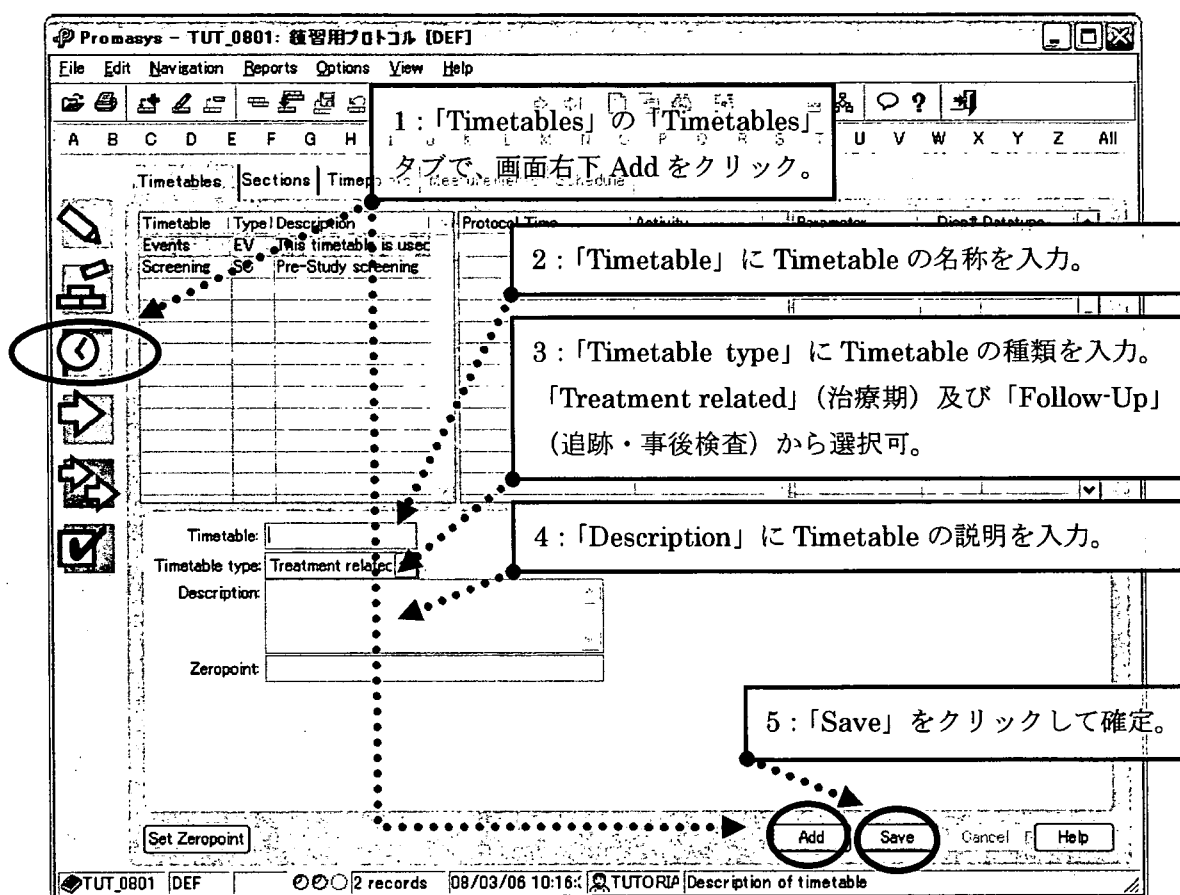 Promasys - TUT_0801: 練習用プロトコル [DEF]
File Edit Navigation Reports Options View Help
A B C D E F G H I U V W X Y Z All
1：「Timetables」の「Timetables」
タブで、画面右下 Add をクリック。
Timetables Sections
Timetable Type Description
Protocol Time Activity Parameter
Events EV This timetable is used
Screening SC Pre-Study screening
2：「Timetable」に Timetable の名称を入力。
3：「Timetable type」に Timetable の種類を入力。
「Treatment related」（治療期）及び「Follow-Up」
（追跡・事後検査）から選択可。
4：「Description」に Timetable の説明を入力。
Timetable:
Timetable type: Treatment related
Description:
Zeropoint:
5：「Save」をクリックして確定。
Set Zeropoint Add Save Cancel Help
TUT_0801 DEF 2 records 08/03/06 10:16: TUTORIA Description of timetable